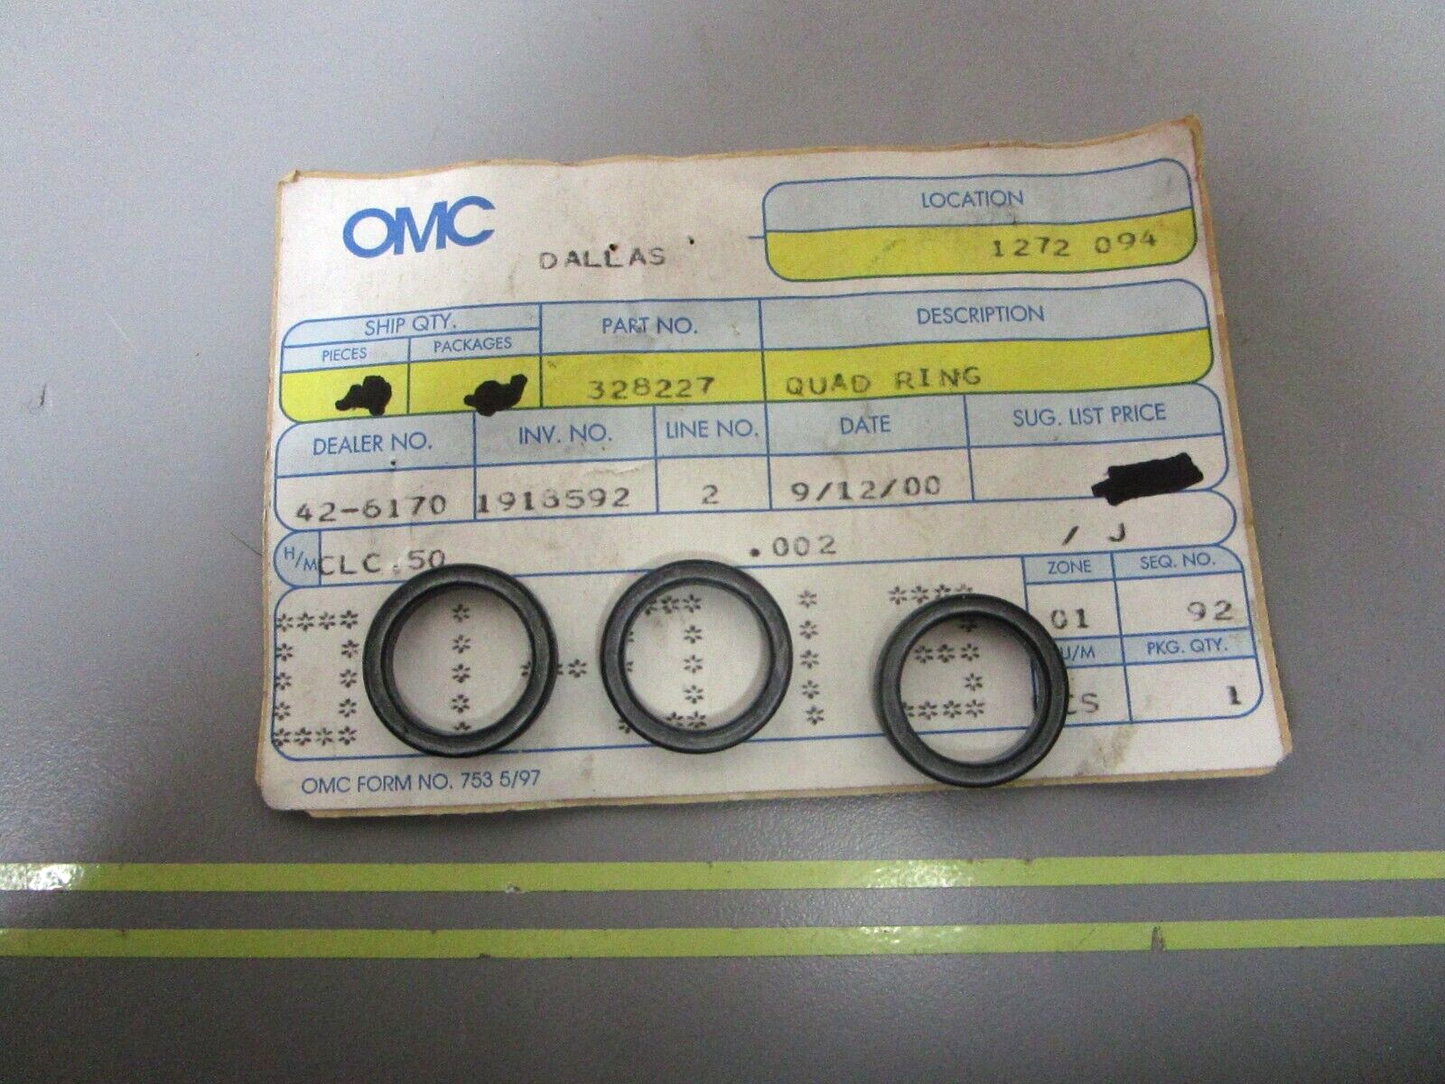 OMC
DALLAS
LOCATION
1272 094
SHIP QTY.
PIECES PACKAGES
PART NO.
DESCRIPTION
328227
QUAD RING
DEALER NO.
INV. NO.
LINE NO.
DATE
SUG. LIST PRICE
42-6170
1918592
2
9/12/00
H/M
CLC .50
.002
/ J
ZONE
SEQ. NO.
01
92
U/M
PKG. QTY.
1
OMC FORM NO. 753 5/97